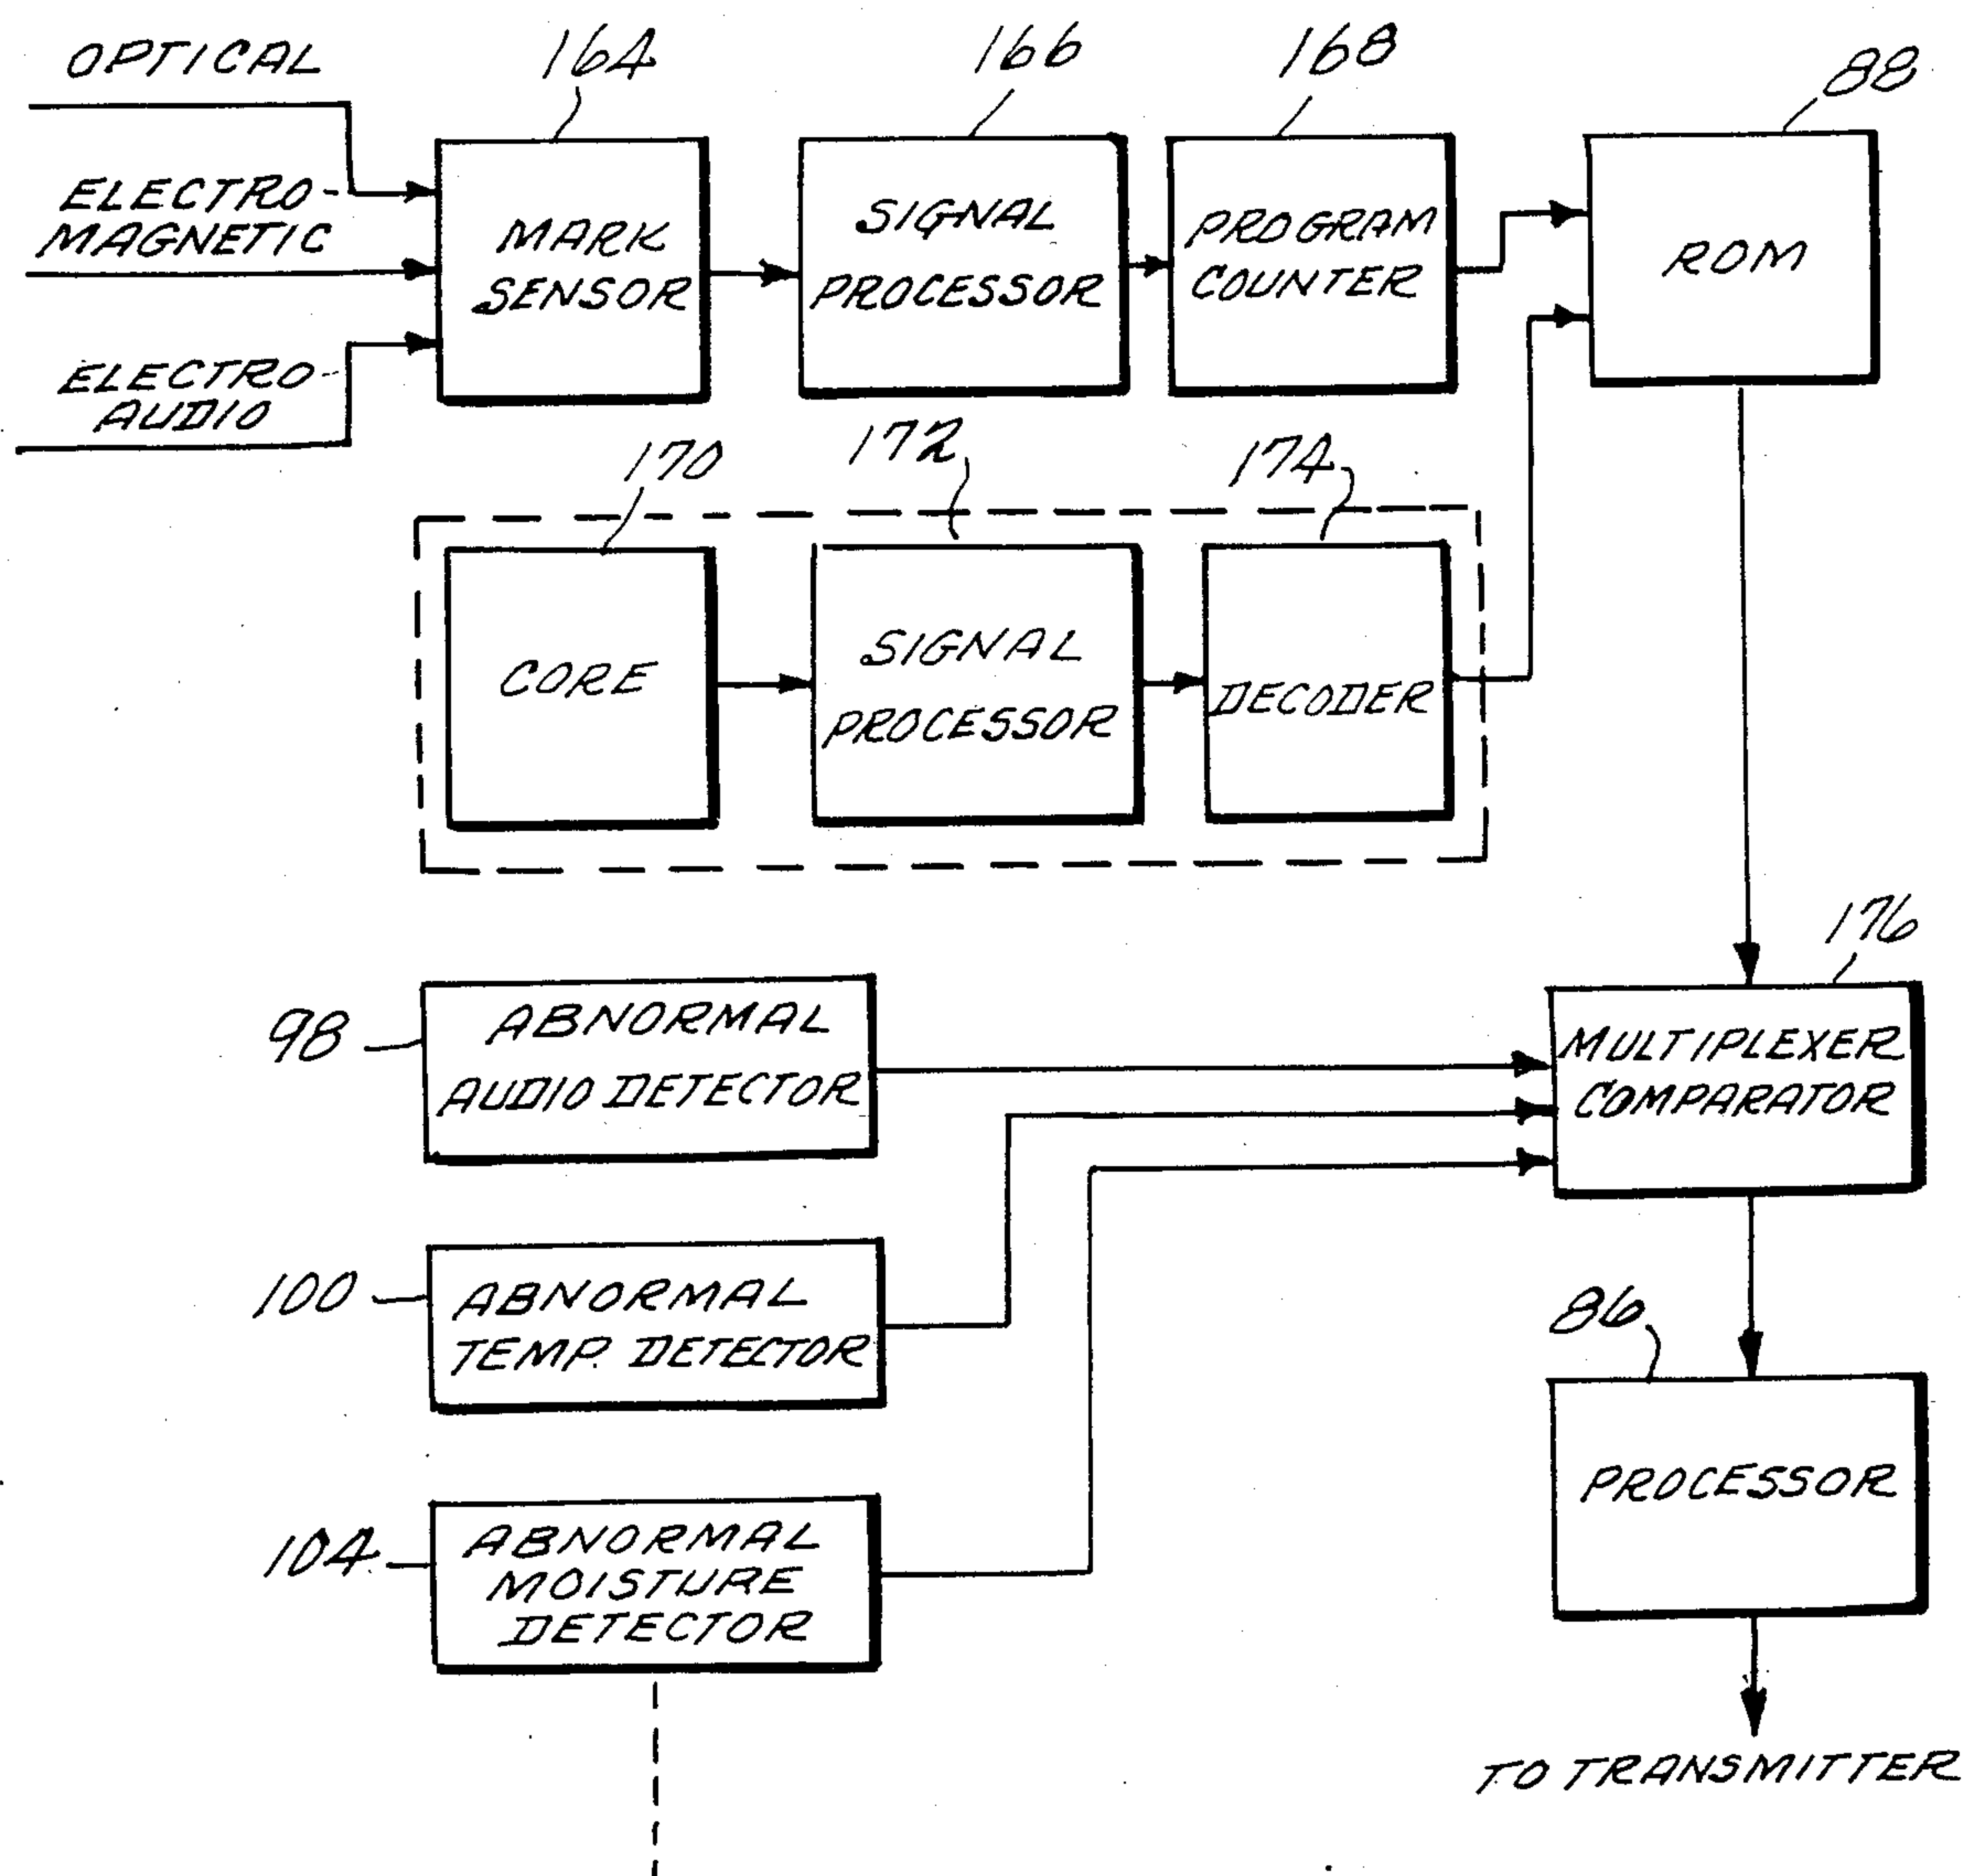 OPTICAL
164
166
168
88
ELECTRO-
MAGNETIC
ELECTRO-
AUDIO
MARK
SENSOR
SIGNAL
PROCESSOR
PROGRAM
COUNTER
ROM
170
172
174
CORE
SIGNAL
PROCESSOR
DECODER
176
98
ABNORMAL
AUDIO DETECTOR
MULTIPLEXER
COMPARATOR
100
ABNORMAL
TEMP. DETECTOR
86
PROCESSOR
104
ABNORMAL
MOISTURE
DETECTOR
TO TRANSMITTER